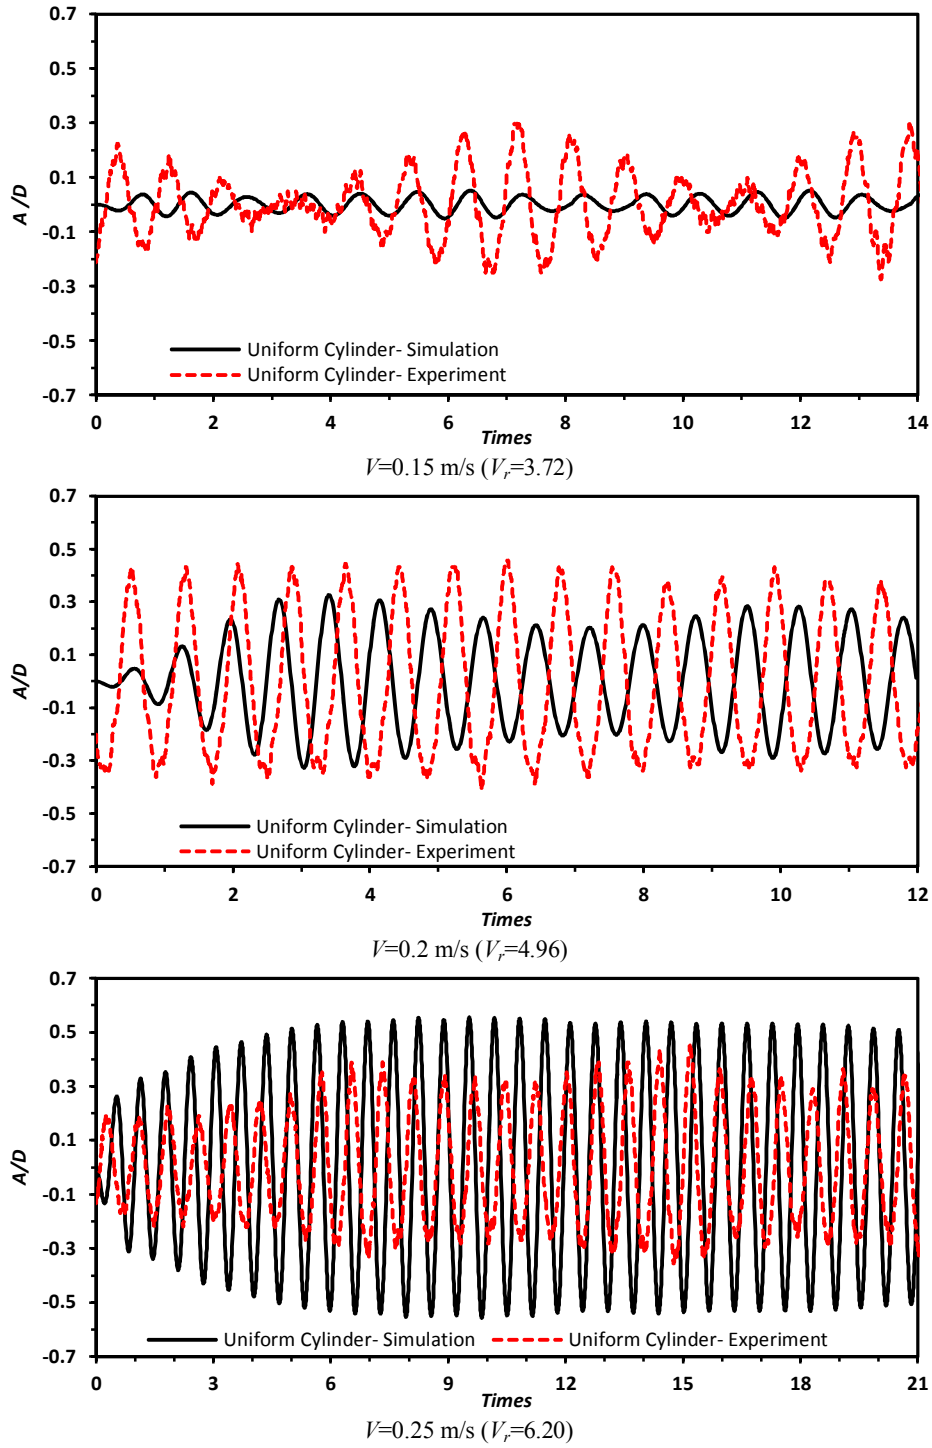 0.7
0.5
0.3
0.1
-0.1
-0.3
-0.5
-0.7
A /D
Uniform Cylinder- Simulation
Uniform Cylinder- Experiment
0 2 4 6 8 10 12 14
Times
V=0.15 m/s (Vr=3.72)
0.7
0.5
0.3
0.1
-0.1
-0.3
-0.5
-0.7
A/D
Uniform Cylinder- Simulation
Uniform Cylinder- Experiment
0 2 4 6 8 10 12
Times
V=0.2 m/s (Vr=4.96)
0.7
0.5
0.3
0.1
-0.1
-0.3
-0.5
-0.7
A/D
Uniform Cylinder- Simulation Uniform Cylinder- Experiment
0 3 6 9 12 15 18 21
Times
V=0.25 m/s (Vr=6.20)